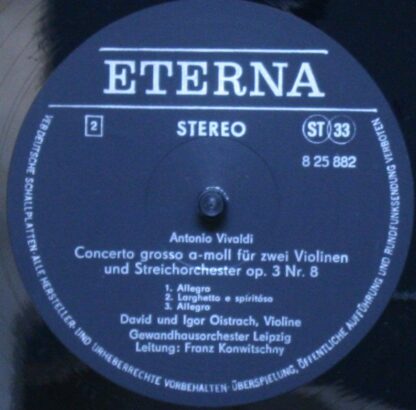 ETERNA
2 STEREO ST 33
8 25 882
Antonio Vivaldi
Concerto grosso a-moll für zwei Violinen
und Streichorchester op. 3 Nr. 8
1. Allegro
2. Larghetto e spiritóso
3. Allegro
David und Igor Oistrach, Violine
Gewandhausorchester Leipzig
Leitung: Franz Konwitschny
VEB DEUTSCHE SCHALLPLATTEN ALLE HERSTELLER- UND URHEBERRECHTE VORBEHALTEN · ÜBERSPIELUNG, ÖFFENTLICHE AUFFÜHRUNG UND RUNDFUNKSENDUNG VERBOTEN